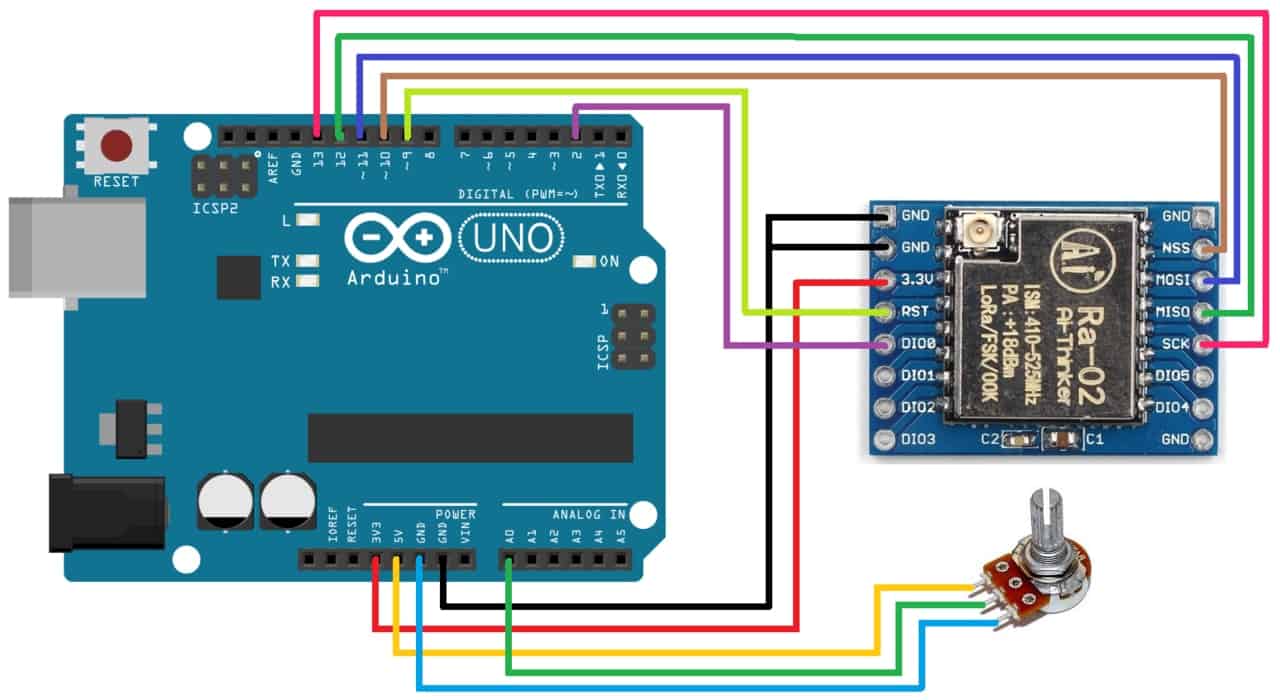 RESET
ICSP2
AREF
GND
13
12
~11
~10
~9
8
7
~6
~5
4
~3
2
TX0▶1
RX0◀0
DIGITAL (PWM=~)
L
TX
RX
UNO
Arduino™
ON
1
ICSP
IOREF
RESET
3V3
5V
GND
GND
VIN
POWER
ANALOG IN
A0
A1
A2
A3
A4
A5
GND
GND
3.3V
RST
DIO0
DIO1
DIO2
DIO3
GND
NSS
MOSI
MISO
SCK
DIO5
DIO4
GND
Ai
Ra-02
Ai-Thinker
ISM:410-525MHz
PA:+18dBm
LoRa/FSK/OOK
C2
C1